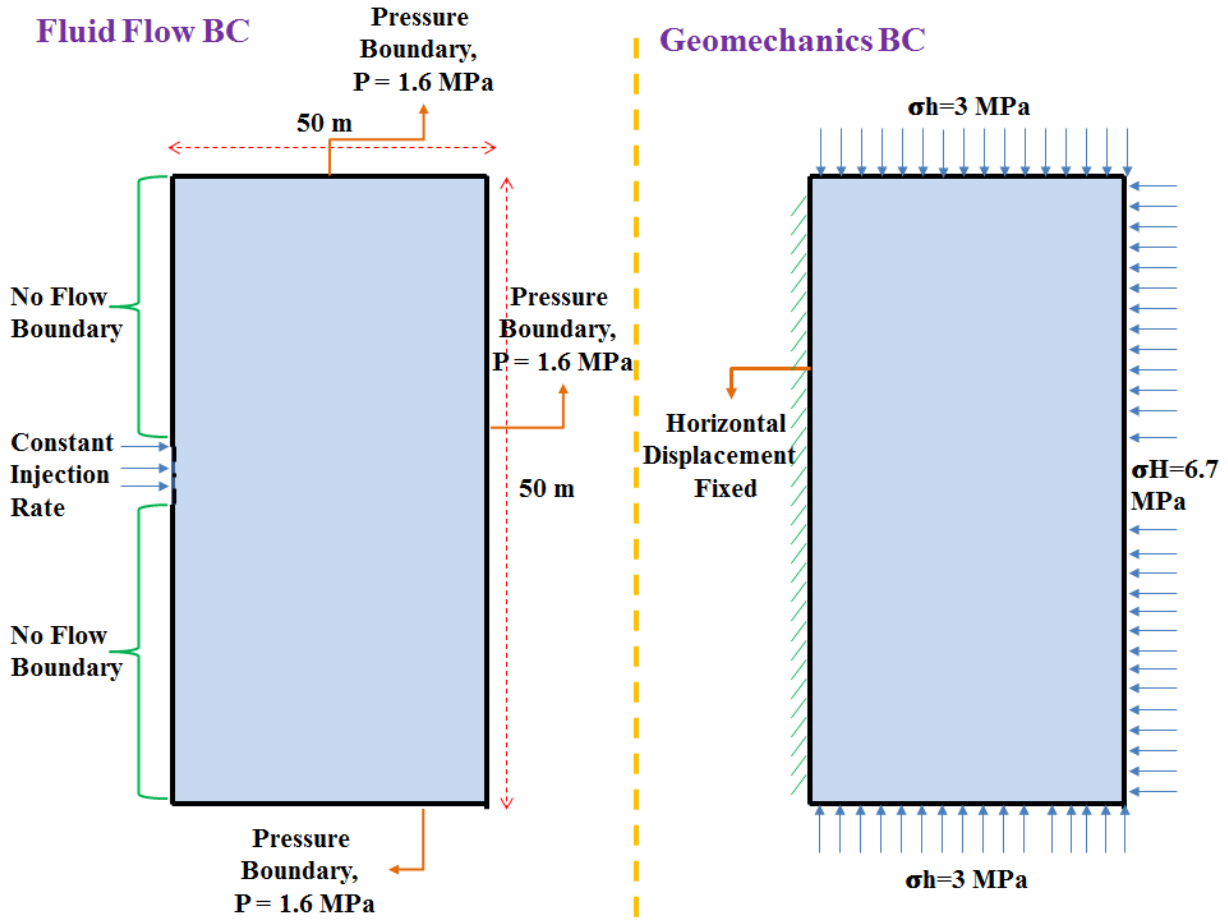 Fluid Flow BC
Pressure
Boundary,
P = 1.6 MPa
50 m
No Flow
Boundary
Pressure
Boundary,
P = 1.6 MPa
Constant
Injection
Rate
50 m
No Flow
Boundary
Pressure
Boundary,
P = 1.6 MPa
Geomechanics BC
σh=3 MPa
Horizontal
Displacement
Fixed
σH=6.7
MPa
σh=3 MPa